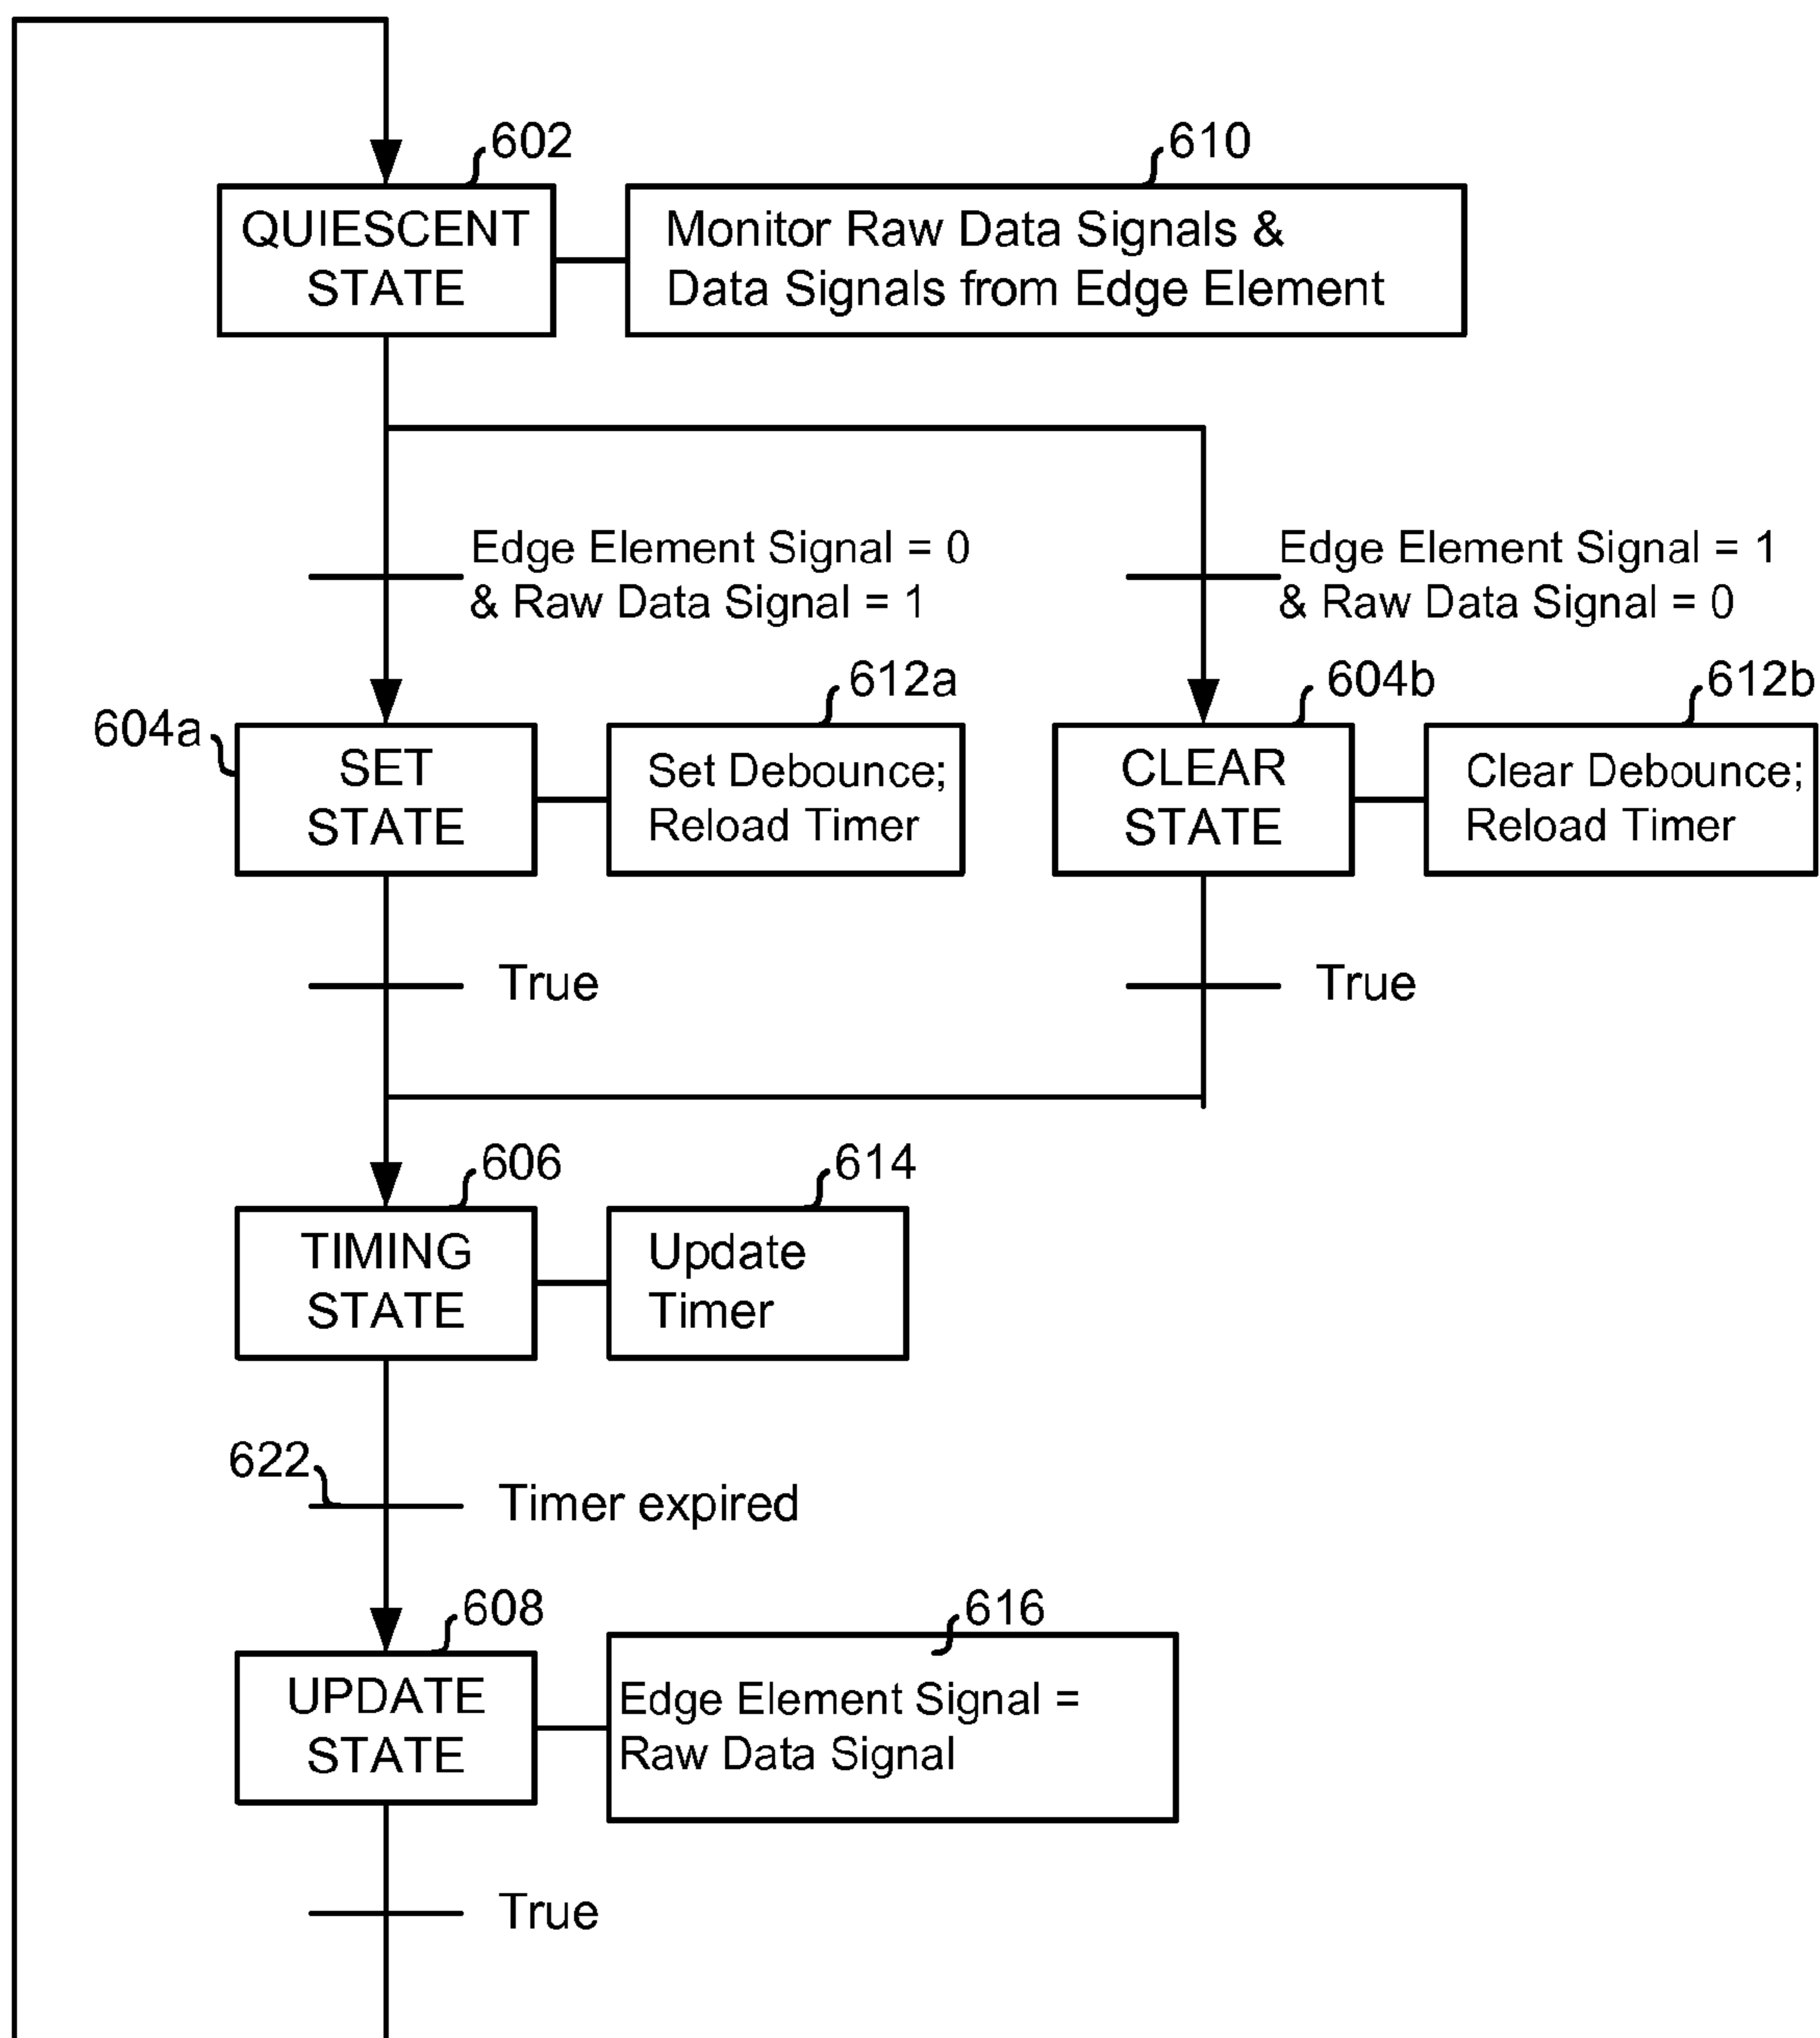 602
610
QUIESCENT
STATE
Monitor Raw Data Signals &
Data Signals from Edge Element
Edge Element Signal = 0
& Raw Data Signal = 1
Edge Element Signal = 1
& Raw Data Signal = 0
604a
612a
604b
612b
SET
STATE
Set Debounce;
Reload Timer
CLEAR
STATE
Clear Debounce;
Reload Timer
True
True
606
614
TIMING
STATE
Update
Timer
622
Timer expired
608
616
UPDATE
STATE
Edge Element Signal =
Raw Data Signal
True